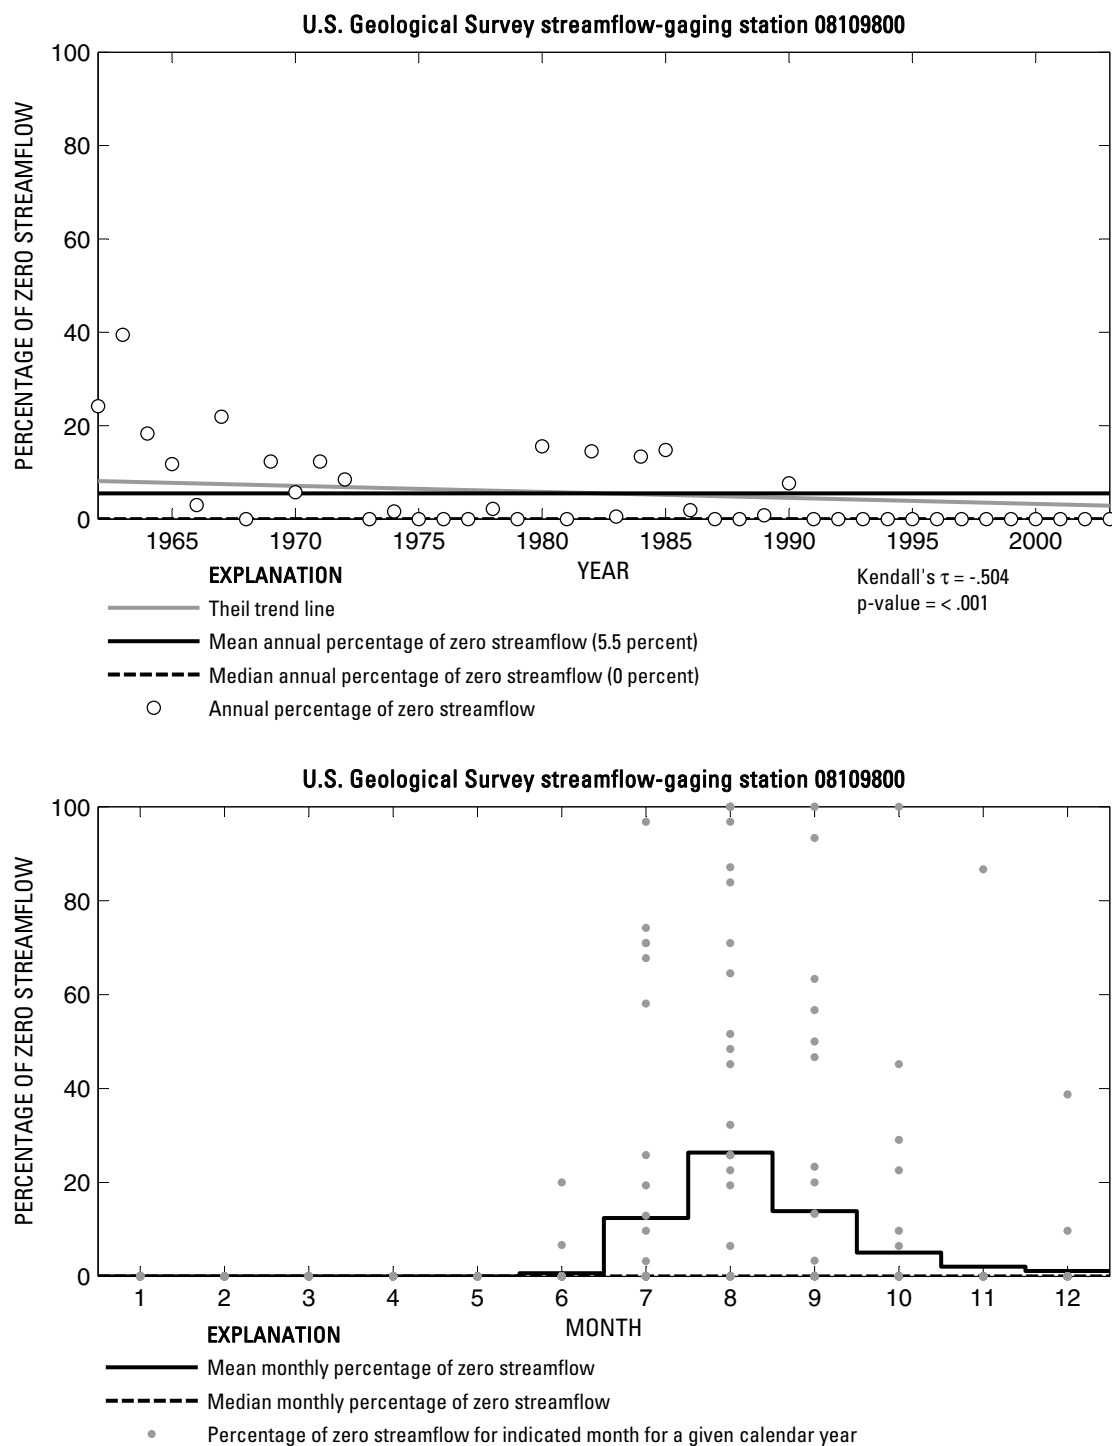 U.S. Geological Survey streamflow-gaging station 08109800
PERCENTAGE OF ZERO STREAMFLOW
100
80
60
40
20
0
1965 1970 1975 1980 1985 1990 1995 2000
YEAR
Kendall's τ = -.504
p-value = < .001
EXPLANATION
Theil trend line
Mean annual percentage of zero streamflow (5.5 percent)
Median annual percentage of zero streamflow (0 percent)
Annual percentage of zero streamflow
U.S. Geological Survey streamflow-gaging station 08109800
PERCENTAGE OF ZERO STREAMFLOW
100
80
60
40
20
0
1 2 3 4 5 6 7 8 9 10 11 12
MONTH
EXPLANATION
Mean monthly percentage of zero streamflow
Median monthly percentage of zero streamflow
Percentage of zero streamflow for indicated month for a given calendar year